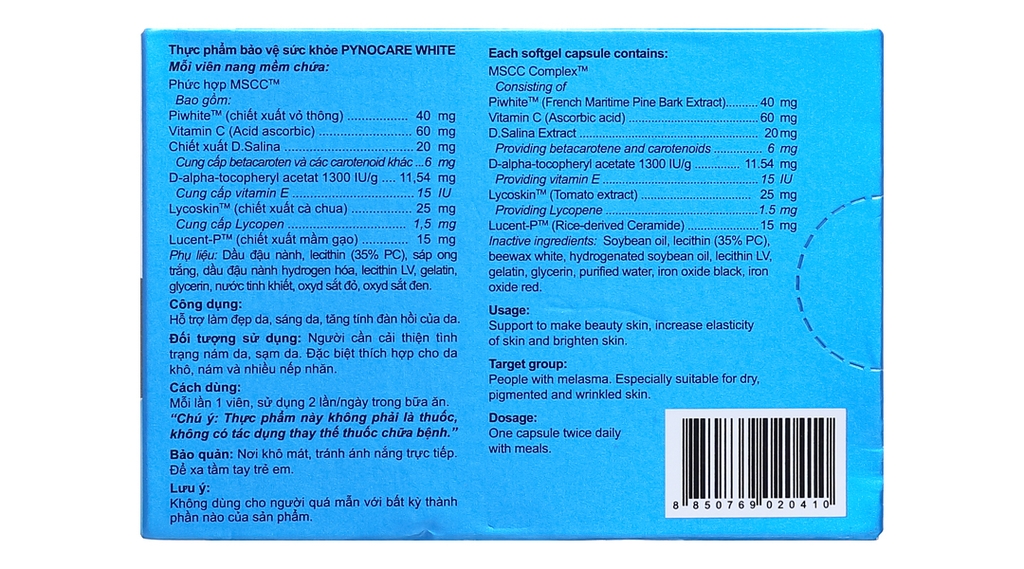 Thực phẩm bảo vệ sức khỏe PYNOCARE WHITE
Mỗi viên nang mềm chứa:
Phức hợp MSCC™
Bao gồm:
Piwhite™ (chiết xuất vỏ thông) ................. 40 mg
Vitamin C (Acid ascorbic) .......................... 60 mg
Chiết xuất D.Salina ................................... 20 mg
Cung cấp betacaroten và các carotenoid khác ...6 mg
D-alpha-tocopheryl acetat 1300 IU/g .... 11,54 mg
Cung cấp vitamin E .................................. 15 IU
Lycoskin™ (chiết xuất cà chua) ................ 25 mg
Cung cấp Lycopen .................................. 1,5 mg
Lucent-P™ (chiết xuất mầm gạo) ............. 15 mg
Phụ liệu: Dầu đậu nành, lecithin (35% PC), sáp ong
trắng, dầu đậu nành hydrogen hóa, lecithin LV, gelatin,
glycerin, nước tinh khiết, oxyd sắt đỏ, oxyd sắt đen.
Công dụng:
Hỗ trợ làm đẹp da, sáng da, tăng tính đàn hồi của da.
Đối tượng sử dụng: Người cần cải thiện tình
trạng nám da, sạm da. Đặc biệt thích hợp cho da
khô, nám và nhiều nếp nhăn.
Cách dùng:
Mỗi lần 1 viên, sử dụng 2 lần/ngày trong bữa ăn.
“Chú ý: Thực phẩm này không phải là thuốc,
không có tác dụng thay thế thuốc chữa bệnh.”
Bảo quản: Nơi khô mát, tránh ánh nắng trực tiếp.
Để xa tầm tay trẻ em.
Lưu ý:
Không dùng cho người quá mẫn với bất kỳ thành
phần nào của sản phẩm.
Each softgel capsule contains:
MSCC Complex™
Consisting of
Piwhite™ (French Maritime Pine Bark Extract).......... 40 mg
Vitamin C (Ascorbic acid) ..................................... 60 mg
D.Salina Extract .................................................. 20 mg
Providing betacarotene and carotenoids .............. 6 mg
D-alpha-tocopheryl acetate 1300 IU/g .............. 11.54 mg
Providing vitamin E ............................................ 15 IU
Lycoskin™ (Tomato extract) ................................ 25 mg
Providing Lycopene ............................................1.5 mg
Lucent-P™ (Rice-derived Ceramide) ..................... 15 mg
Inactive ingredients: Soybean oil, lecithin (35% PC),
beewax white, hydrogenated soybean oil, lecithin LV,
gelatin, glycerin, purified water, iron oxide black, iron
oxide red.
Usage:
Support to make beauty skin, increase elasticity
of skin and brighten skin.
Target group:
People with melasma. Especially suitable for dry,
pigmented and wrinkled skin.
Dosage:
One capsule twice daily
with meals.
8 850769 020410